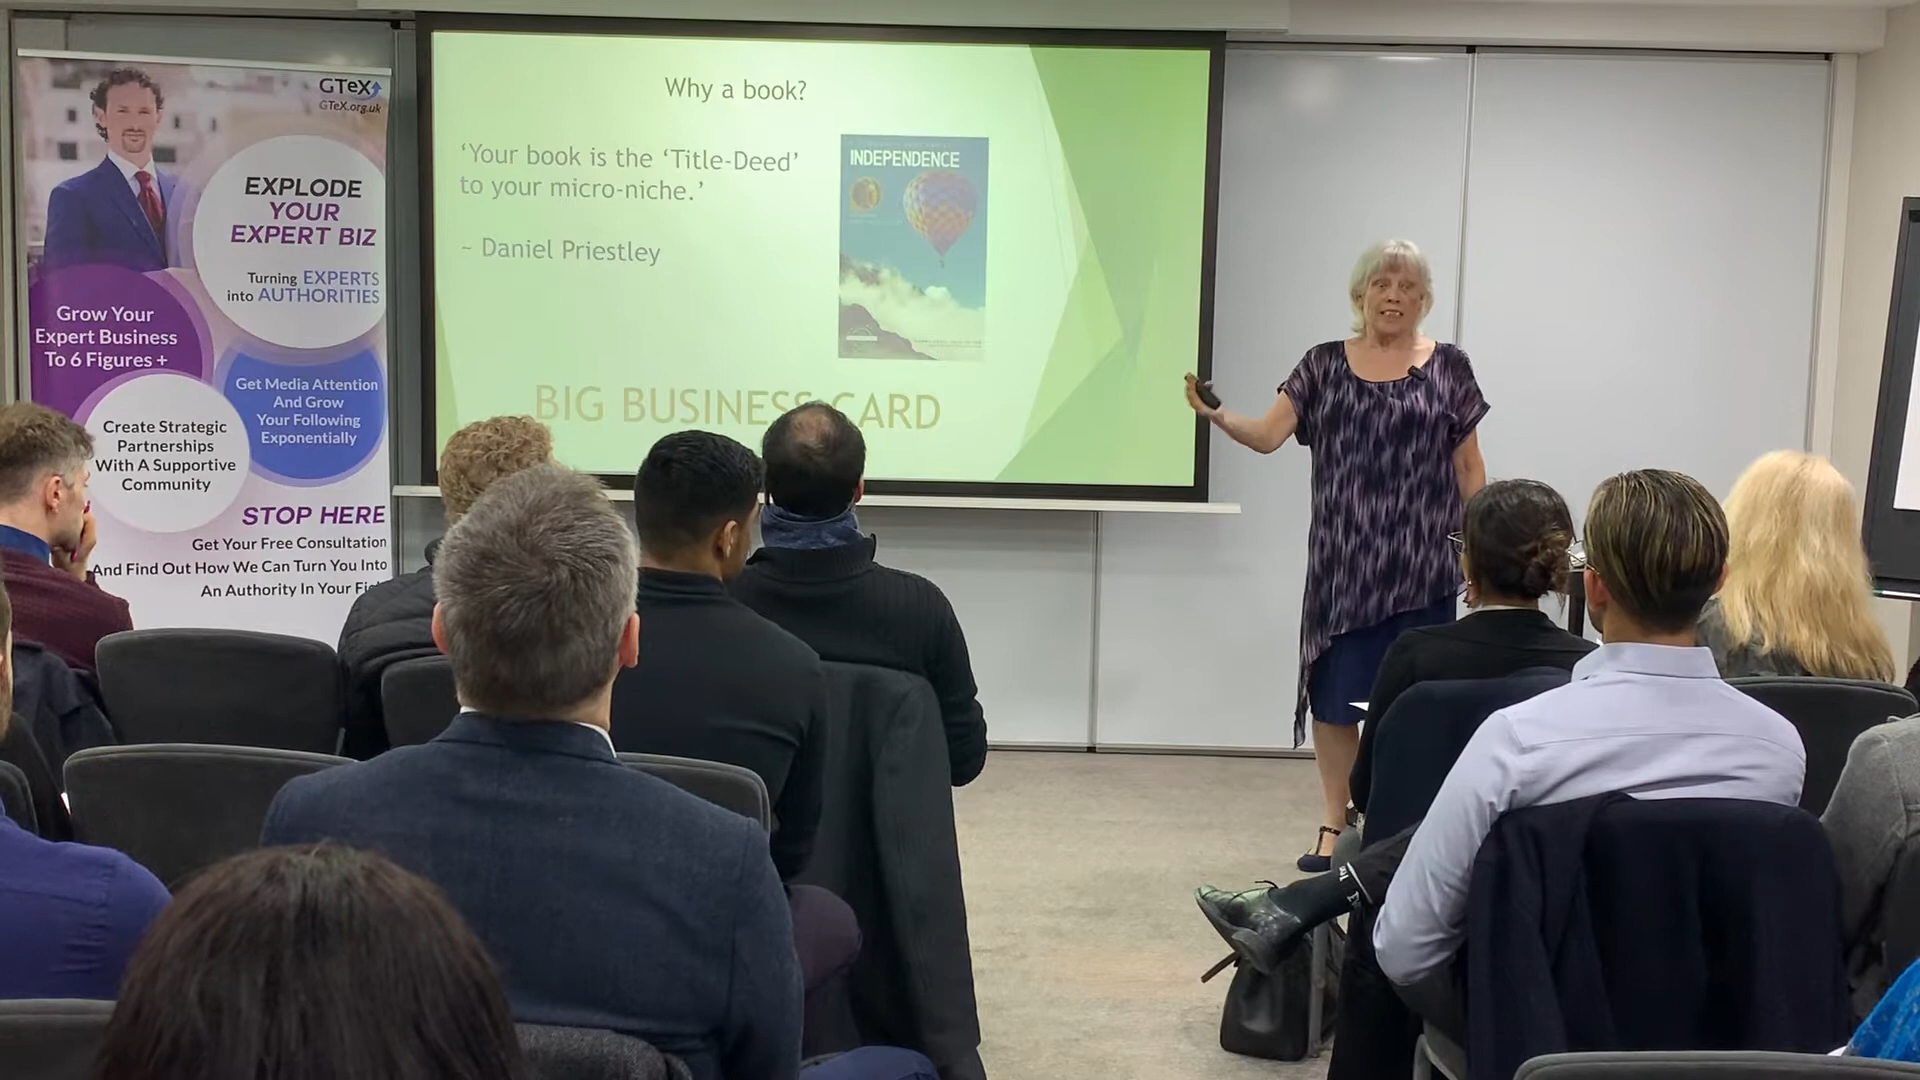 GTeX
GTeX.org.uk
EXPLODE
YOUR
EXPERT BIZ
Turning EXPERTS
into AUTHORITIES
Grow Your
Expert Business
To 6 Figures +
Get Media Attention
And Grow
Your Following
Exponentially
Create Strategic
Partnerships
With A Supportive
Community
STOP HERE
Get Your Free Consultation
And Find Out How We Can Turn You Into
An Authority In Your
Why a book?
‘Your book is the ‘Title-Deed’
to your micro-niche.’
~ Daniel Priestley
INDEPENDENCE
BIG BUSINESS CARD